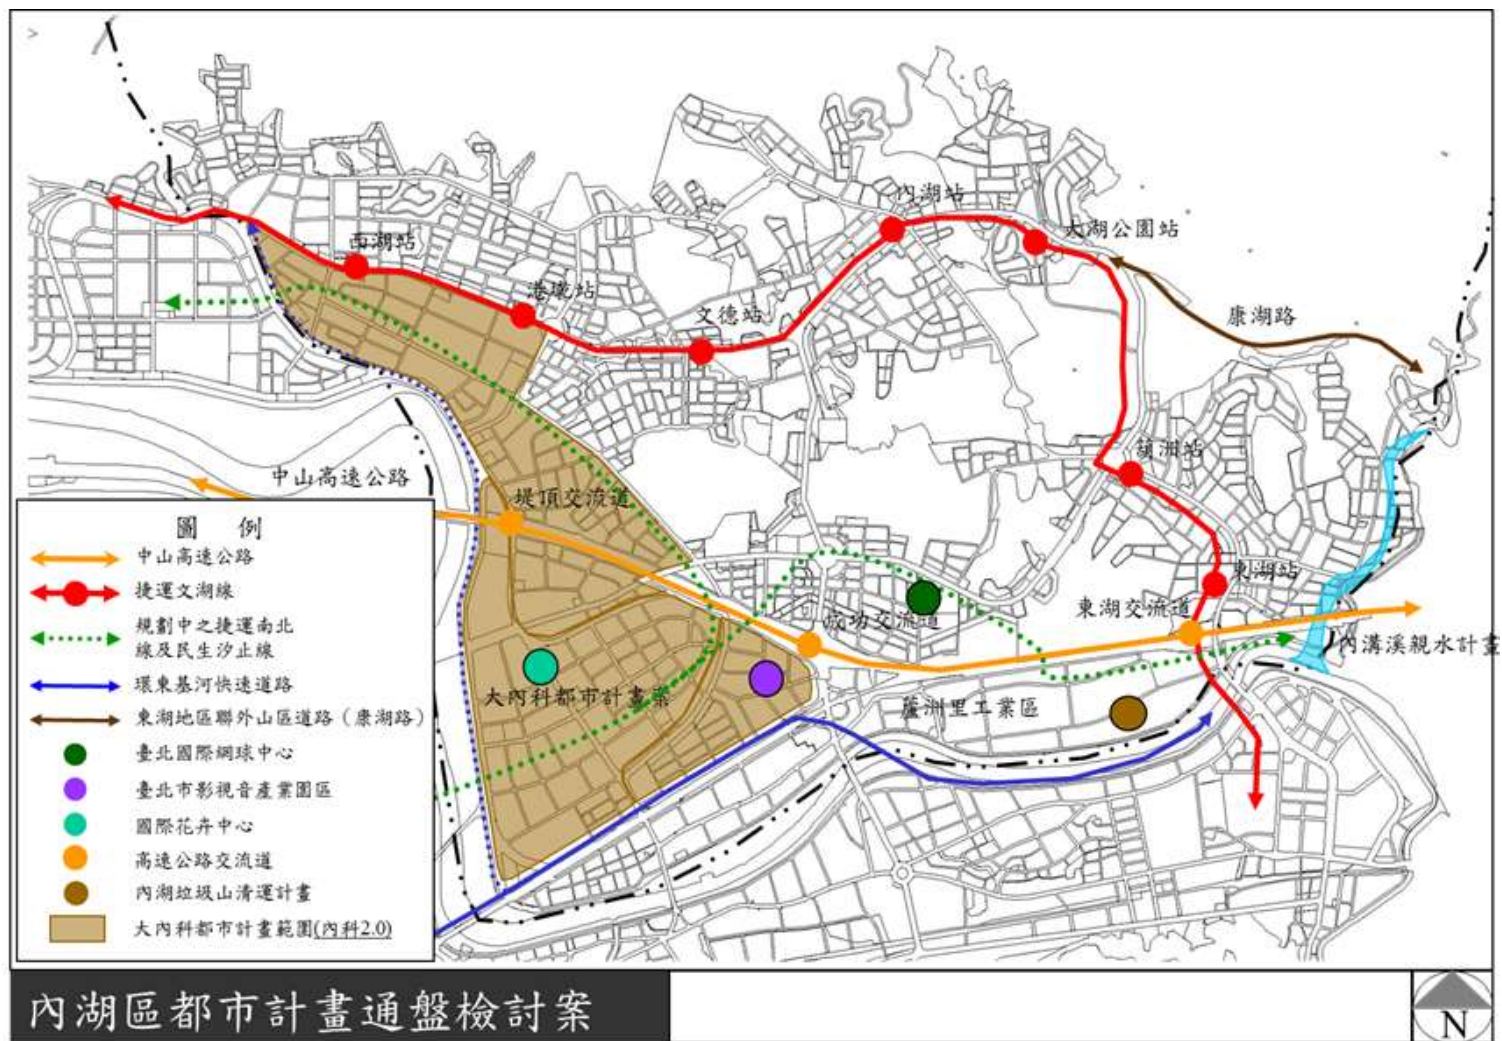 內湖站
大湖公園站
西湖站
港墘站
文德站
康湖路
葫洲站
中山高速公路
堤頂交流道
東湖站
東湖交流道
成功交流道
內溝溪親水計畫
大內科都市計畫案
蘆洲里工業區
圖 例
中山高速公路
捷運文湖線
規劃中之捷運南北
線及民生汐止線
環東基河快速道路
東湖地區聯外山區道路（康湖路）
臺北國際網球中心
臺北市影視音產業園區
國際花卉中心
高速公路交流道
內湖垃圾山清運計畫
大內科都市計畫範圍(內科2.0)
內湖區都市計畫通盤檢討案
N